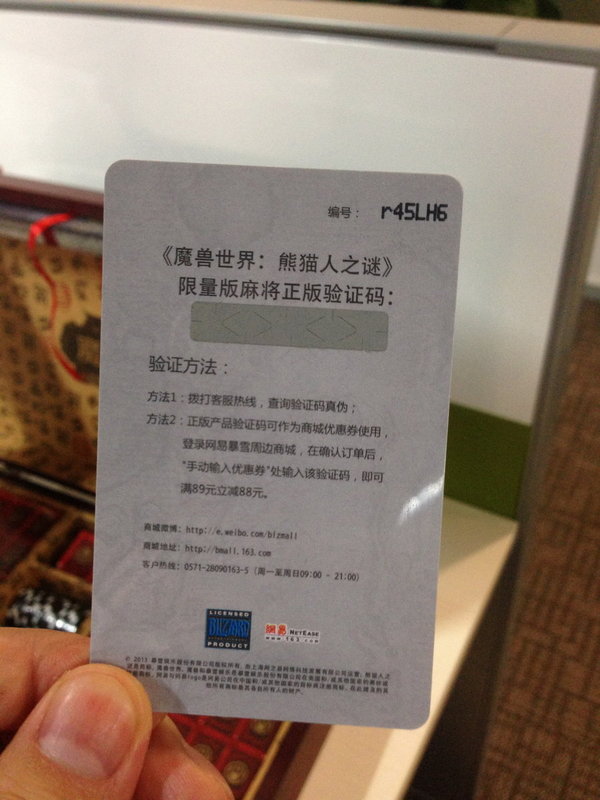 编号： r45LH6
《魔兽世界：熊猫人之谜》
限量版麻将正版验证码：
验证方法：
方法1：拨打客服热线，查询验证码真伪；
方法2：正版产品验证码可作为商城优惠券使用，
登录网易暴雪周边商城，在确认订单后，
“手动输入优惠券”处输入该验证码，即可
满89元立减88元。
商城微博：http://e.weibo.com/bizmall
商城地址：http://bmall.163.com
客户热线：0571-28090163-5（周一至周日09:00 - 21:00）
LICENSED
BLIZZARD
ENTERTAINMENT
PRODUCT
網易 NETEASE
www.163.com